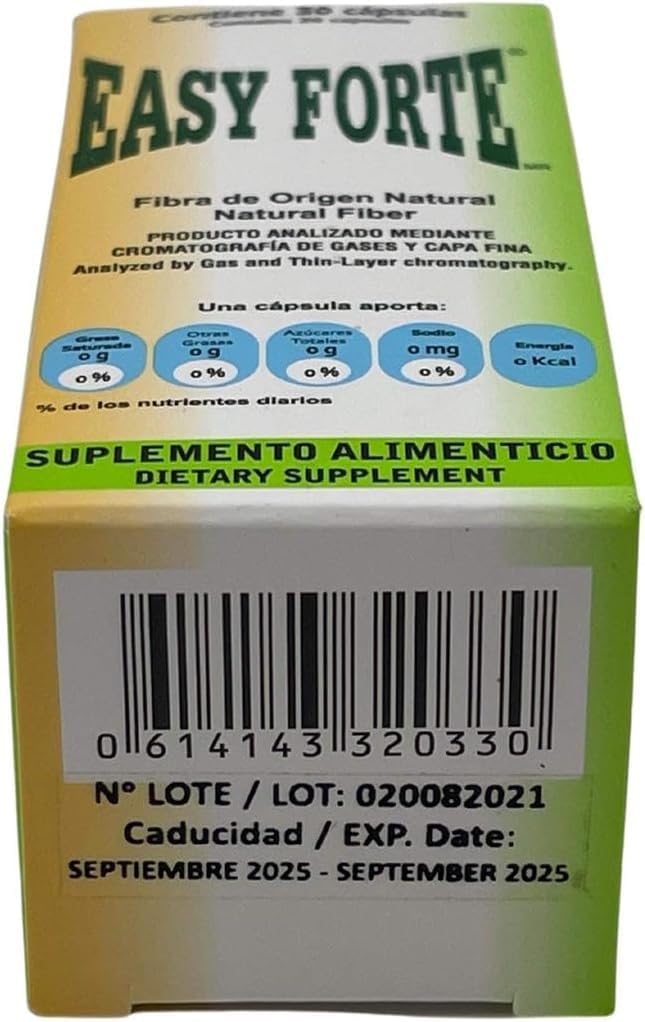 Contiene 30 cápsulas
EASY FORTE
Fibra de Origen Natural
Natural Fiber
PRODUCTO ANALIZADO MEDIANTE
CROMATOGRAFÍA DE GASES Y CAPA FINA
Analyzed by Gas and Thin-Layer chromatography.
Una cápsula aporta:
Grasa Saturada 0 g 0 %
Otras Grasas 0 g 0 %
Azúcares Totales 0 g 0 %
Sodio 0 mg 0 %
Energía 0 Kcal
% de los nutrientes diarios
SUPLEMENTO ALIMENTICIO
DIETARY SUPPLEMENT
0 614143 320330
N° LOTE / LOT: 020082021
Caducidad / EXP. Date:
SEPTIEMBRE 2025 - SEPTEMBER 2025